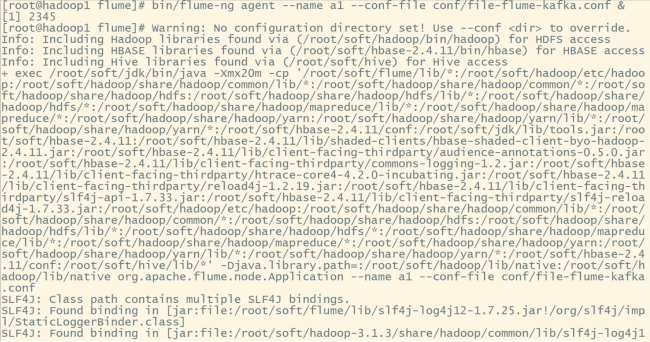 [root@hadoop1 flume]# bin/flume-ng agent --name a1 --conf-file conf/file-flume-kafka.conf &
[1] 2345
[root@hadoop1 flume]# Warning: No configuration directory set! Use --conf <dir> to override.
Info: Including Hadoop libraries found via (/root/soft/hadoop/bin/hadoop) for HDFS access
Info: Including HBASE libraries found via (/root/soft/hbase-2.4.11/bin/hbase) for HBASE access
Info: Including Hive libraries found via (/root/soft/hive) for Hive access
+ exec /root/soft/jdk/bin/java -Xmx20m -cp '/root/soft/flume/lib/*:/root/soft/hadoop/etc/hadoo
p:/root/soft/hadoop/share/hadoop/common/lib/*:/root/soft/hadoop/share/hadoop/common/*:/root/so
ft/hadoop/share/hadoop/hdfs:/root/soft/hadoop/share/hadoop/hdfs/lib/*:/root/soft/hadoop/share/
hadoop/hdfs/*:/root/soft/hadoop/share/hadoop/mapreduce/lib/*:/root/soft/hadoop/share/hadoop/ma
preduce/*:/root/soft/hadoop/share/hadoop/yarn:/root/soft/hadoop/share/hadoop/yarn/lib/*:/root/
soft/hadoop/share/hadoop/yarn/*:/root/soft/hbase-2.4.11/conf:/root/soft/jdk/lib/tools.jar:/roo
t/soft/hbase-2.4.11:/root/soft/hbase-2.4.11/lib/shaded-clients/hbase-shaded-client-byo-hadoop-
2.4.11.jar:/root/soft/hbase-2.4.11/lib/client-facing-thirdparty/audience-annotations-0.5.0.jar
:/root/soft/hbase-2.4.11/lib/client-facing-thirdparty/commons-logging-1.2.jar:/root/soft/hbase
-2.4.11/lib/client-facing-thirdparty/htrace-core4-4.2.0-incubating.jar:/root/soft/hbase-2.4.11
/lib/client-facing-thirdparty/reload4j-1.2.19.jar:/root/soft/hbase-2.4.11/lib/client-facing-th
irdparty/slf4j-api-1.7.33.jar:/root/soft/hbase-2.4.11/lib/client-facing-thirdparty/slf4j-reloa
d4j-1.7.33.jar:/root/soft/hadoop/etc/hadoop:/root/soft/hadoop/share/hadoop/common/lib/*:/root/
soft/hadoop/share/hadoop/common/*:/root/soft/hadoop/share/hadoop/hdfs:/root/soft/hadoop/share/
hadoop/hdfs/lib/*:/root/soft/hadoop/share/hadoop/hdfs/*:/root/soft/hadoop/share/hadoop/mapredu
ce/lib/*:/root/soft/hadoop/share/hadoop/mapreduce/*:/root/soft/hadoop/share/hadoop/yarn:/root/
soft/hadoop/share/hadoop/yarn/lib/*:/root/soft/hadoop/share/hadoop/yarn/*:/root/soft/hbase-2.4
.11/conf:/root/soft/hive/lib/*' -Djava.library.path=:/root/soft/hadoop/lib/native:/root/soft/h
adoop/lib/native org.apache.flume.node.Application --name a1 --conf-file conf/file-flume-kafka
.conf
SLF4J: Class path contains multiple SLF4J bindings.
SLF4J: Found binding in [jar:file:/root/soft/flume/lib/slf4j-log4j12-1.7.25.jar!/org/slf4j/imp
l/StaticLoggerBinder.class]
SLF4J: Found binding in [jar:file:/root/soft/hadoop-3.1.3/share/hadoop/common/lib/slf4j-log4j1